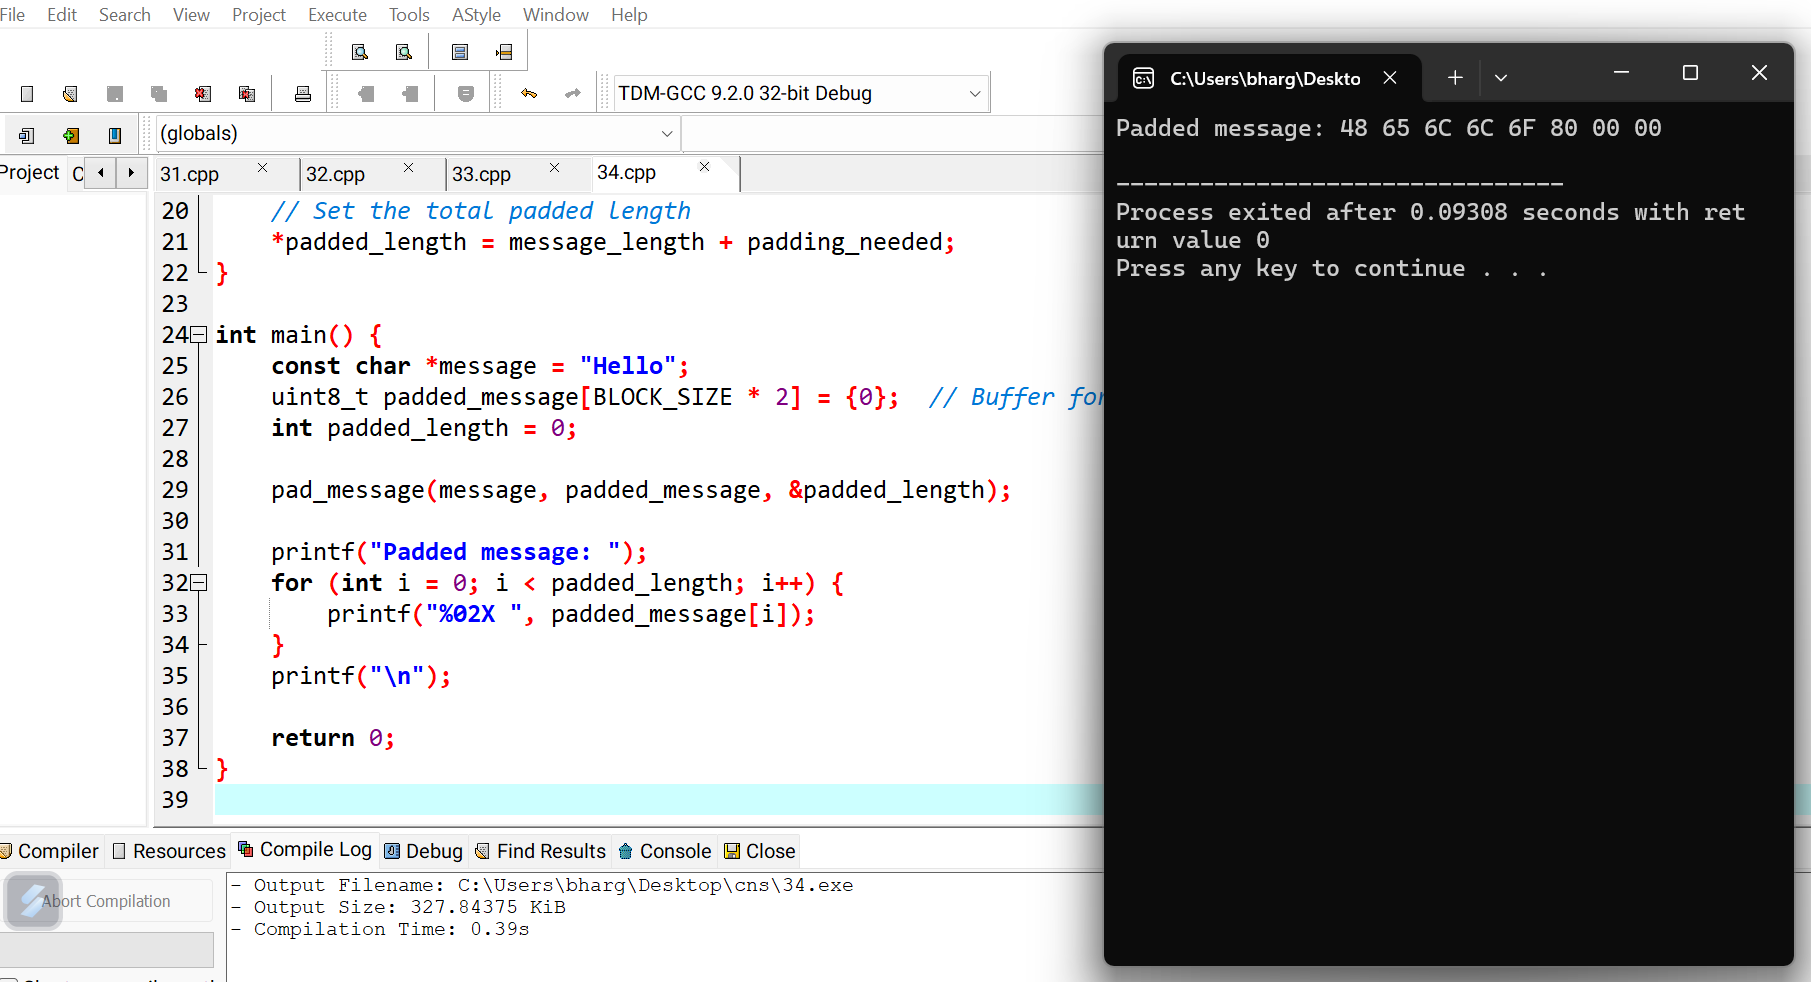 File Edit Search View Project Execute Tools AStyle Window Help
TDM-GCC 9.2.0 32-bit Debug
(globals)
Project C
31.cpp 32.cpp 33.cpp 34.cpp
20 // Set the total padded length
21 *padded_length = message_length + padding_needed;
22 }
23
24 int main() {
25 const char *message = "Hello";
26 uint8_t padded_message[BLOCK_SIZE * 2] = {0}; // Buffer for
27 int padded_length = 0;
28
29 pad_message(message, padded_message, &padded_length);
30
31 printf("Padded message: ");
32 for (int i = 0; i < padded_length; i++) {
33 printf("%02X ", padded_message[i]);
34 }
35 printf("\n");
36
37 return 0;
38 }
39
Compiler Resources Compile Log Debug Find Results Console Close
Abort Compilation
- Output Filename: C:\Users\bharg\Desktop\cns\34.exe
- Output Size: 327.84375 KiB
- Compilation Time: 0.39s
C:\Users\bharg\Deskto
Padded message: 48 65 6C 6C 6F 80 00 00
--------------------------------
Process exited after 0.09308 seconds with ret
urn value 0
Press any key to continue . . .